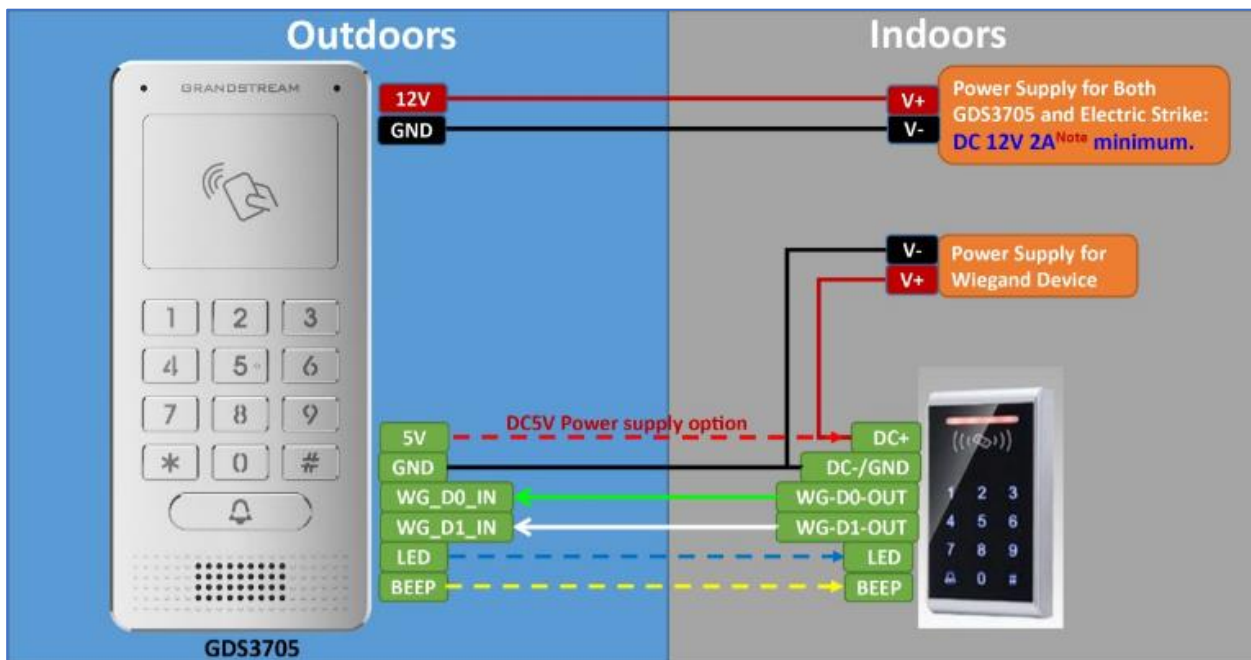 Outdoors
Indoors
GRANDSTREAM
12V
GND
V+
V-
Power Supply for Both
GDS3705 and Electric Strike:
DC 12V 2ANote minimum.
V-
V+
Power Supply for
Wiegand Device
1 2 3
4 5 6
7 8 9
* 0 #
DC5V Power supply option
5V
GND
WG_D0_IN
WG_D1_IN
LED
BEEP
DC+
DC-/GND
WG-D0-OUT
WG-D1-OUT
LED
BEEP
1 2 3
4 5 6
7 8 9
0 #
GDS3705